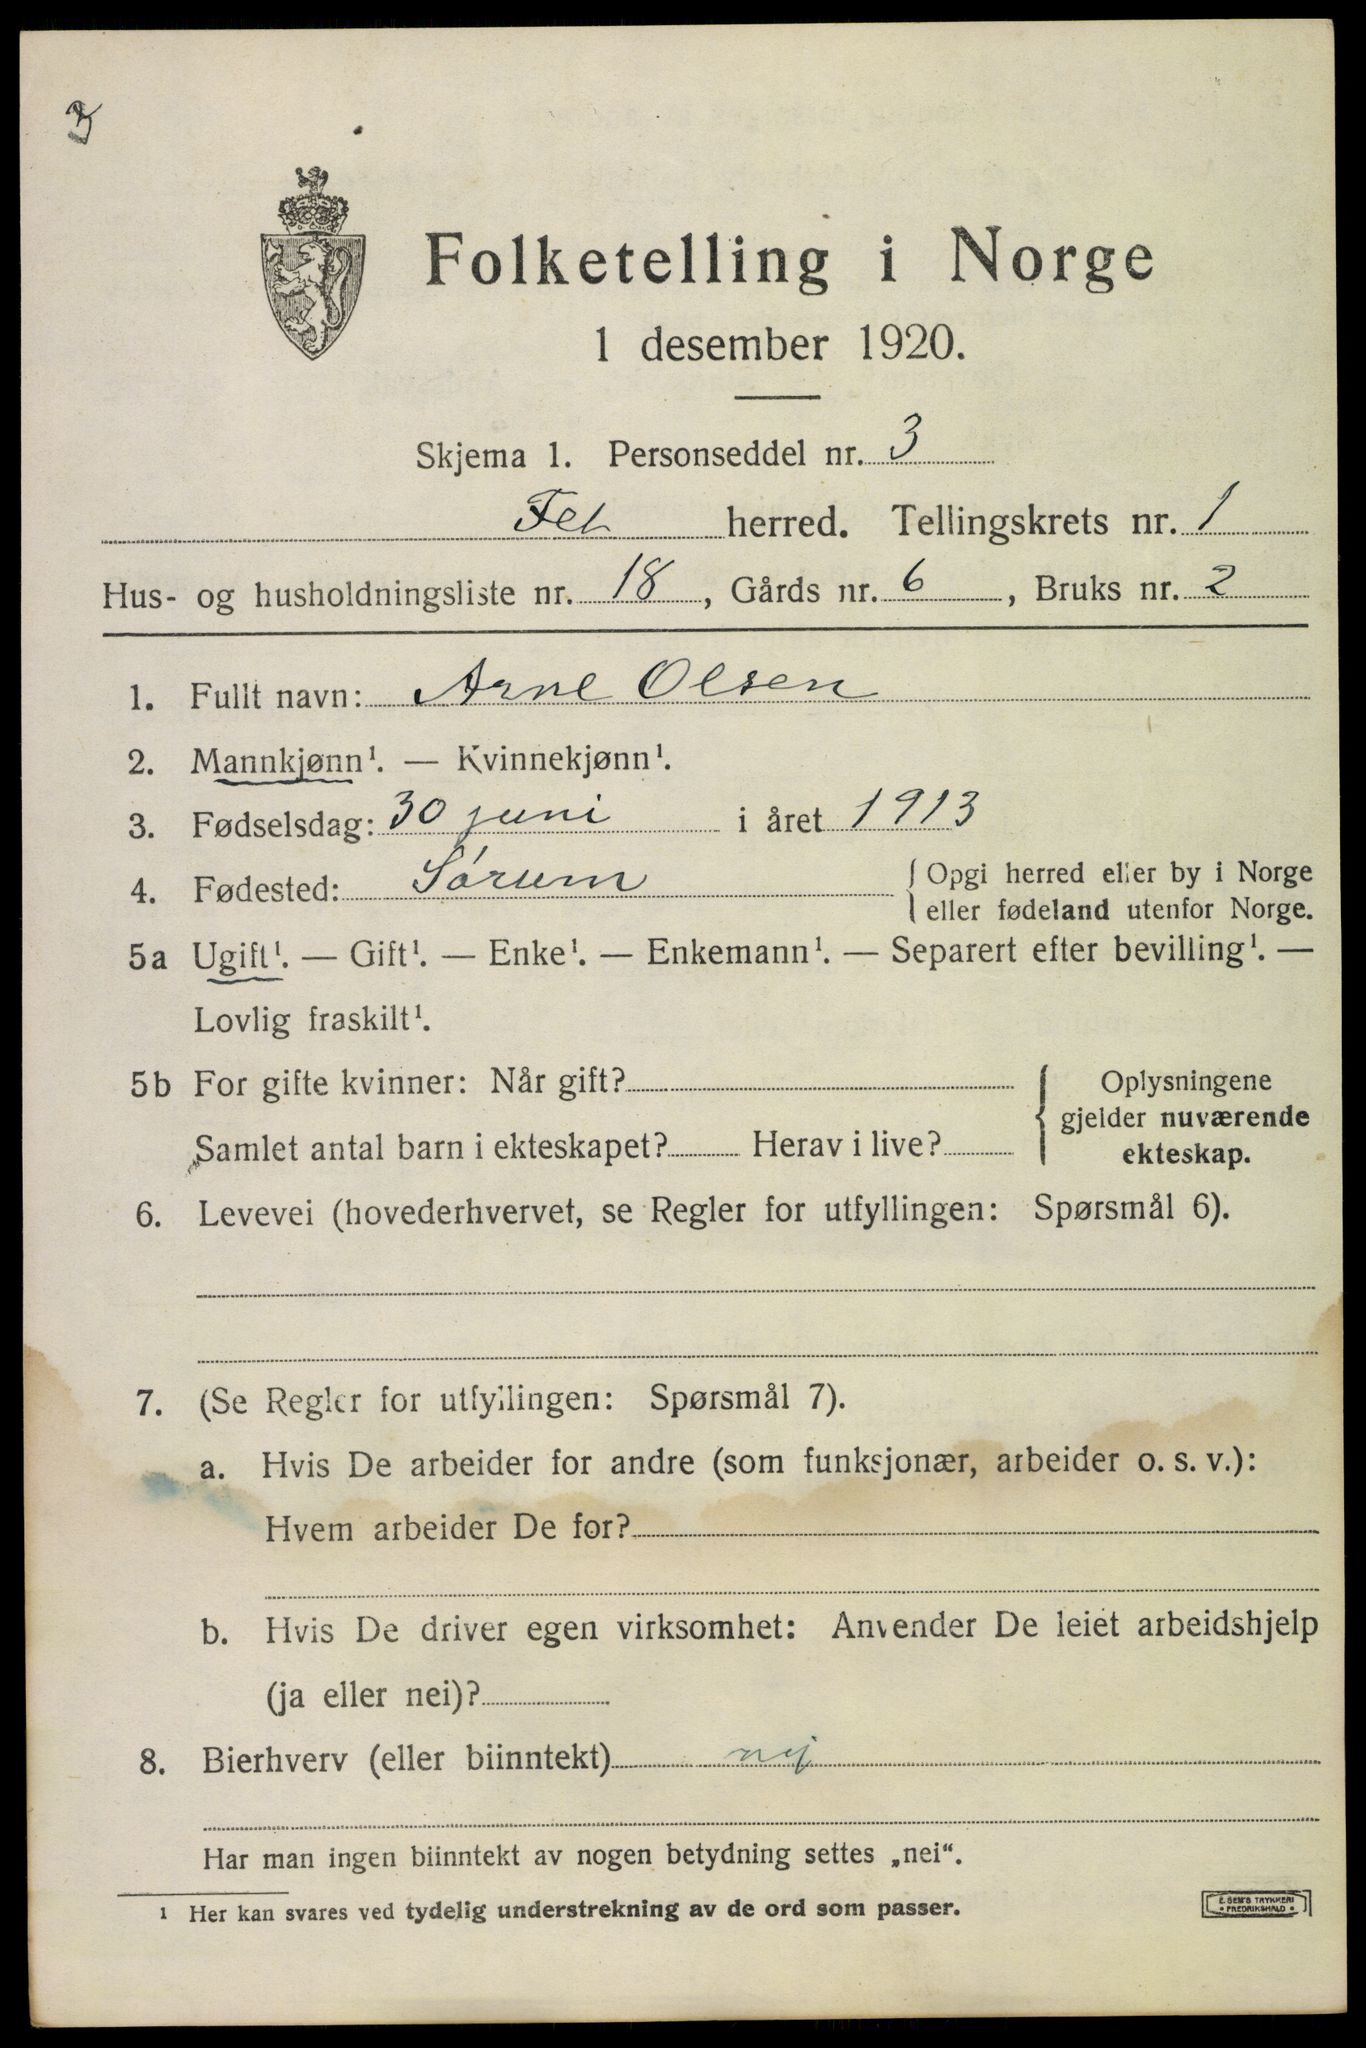 3
Folketelling i Norge
1 desember 1920.
Skjema 1. Personseddel nr. 3
Fet herred. Tellingskrets nr. 1
Hus- og husholdningsliste nr. 18, Gårds nr. 6, Bruks nr. 2
1. Fullt navn: Arne Olsen
2. Mannkjønn¹. — Kvinnekjønn¹.
3. Fødselsdag: 30 juni i året 1913
4. Fødested: Sørum { Opgi herred eller by i Norge
eller fødeland utenfor Norge.
5a Ugift¹. — Gift¹. — Enke¹. — Enkemann¹. — Separert efter bevilling¹. —
Lovlig fraskilt¹.
5b For gifte kvinner: Når gift? { Oplysningene
gjelder nuværende
Samlet antal barn i ekteskapet? Herav i live? ekteskap.
6. Levevei (hovederhvervet, se Regler for utfyllingen: Spørsmål 6).
7. (Se Regler for utfyllingen: Spørsmål 7).
a. Hvis De arbeider for andre (som funksjonær, arbeider o. s. v.):
Hvem arbeider De for?
b. Hvis De driver egen virksomhet: Anvender De leiet arbeidshjelp
(ja eller nei)?
8. Bierhverv (eller biinntekt) nej
Har man ingen biinntekt av nogen betydning settes „nei“.
¹ Her kan svares ved tydelig understrekning av de ord som passer.
E. SEM'S TRYKKERI
• FREDRIKSHALD •